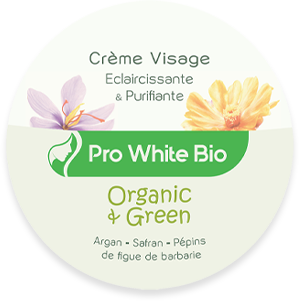 Crème Visage
Eclaircissante
& Purifiante
Pro White Bio
Organic
& Green
Argan - Safran - Pépins
de figue de barbarie